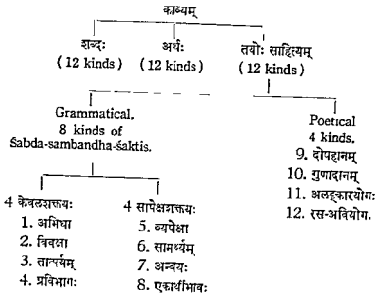 काव्यम्
शब्दः अर्थः तयोः साहित्यम्
(12 kinds) (12 kinds) (12 kinds)
Grammatical. Poetical
8 kinds of 4 kinds.
Śabda-sambandha-śaktis. 9. दोषहानम्
10. गुणादानम्
11. अलङ्कारयोगः
12. रस-अवियोग.
4 केवलशक्तयः 4 सापेक्षशक्तयः
1. अभिधा 5. व्यपेक्षा
2. विवक्षा 6. सामर्थ्यम्
3. तात्पर्यम् 7. अन्वयः
4. प्रविभागः 8. एकार्थीभावः